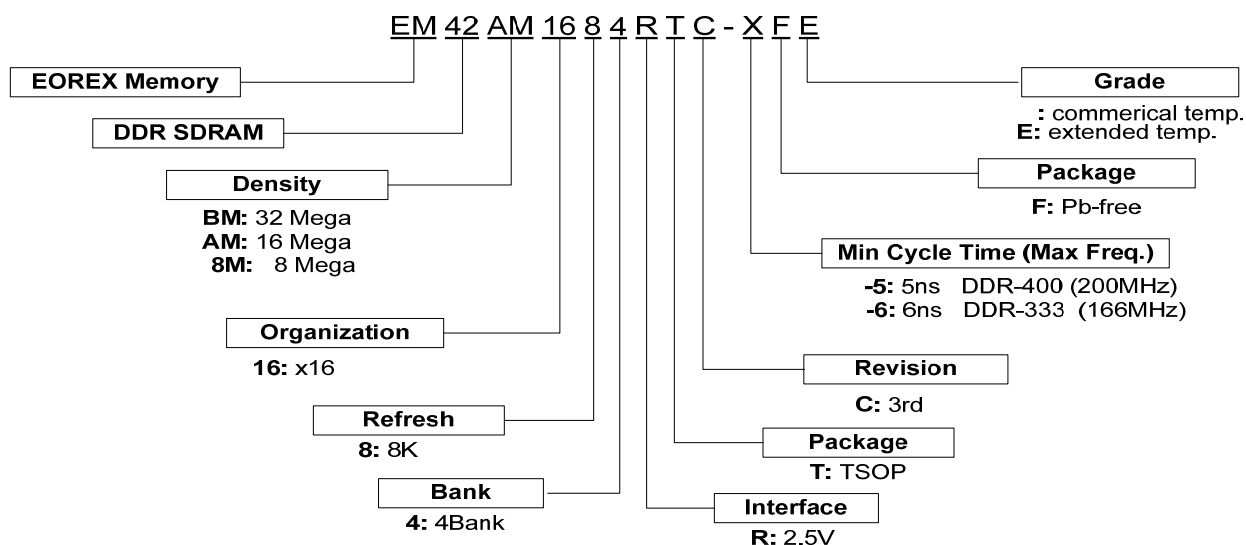 EM 42 AM 16 8 4 R T C - X F E
EOREX Memory
DDR SDRAM
Density
BM: 32 Mega
AM: 16 Mega
8M: 8 Mega
Organization
16: x16
Refresh
8: 8K
Bank
4: 4Bank
Grade
: commerical temp.
E: extended temp.
Package
F: Pb-free
Min Cycle Time (Max Freq.)
-5: 5ns DDR-400 (200MHz)
-6: 6ns DDR-333 (166MHz)
Revision
C: 3rd
Package
T: TSOP
Interface
R: 2.5V